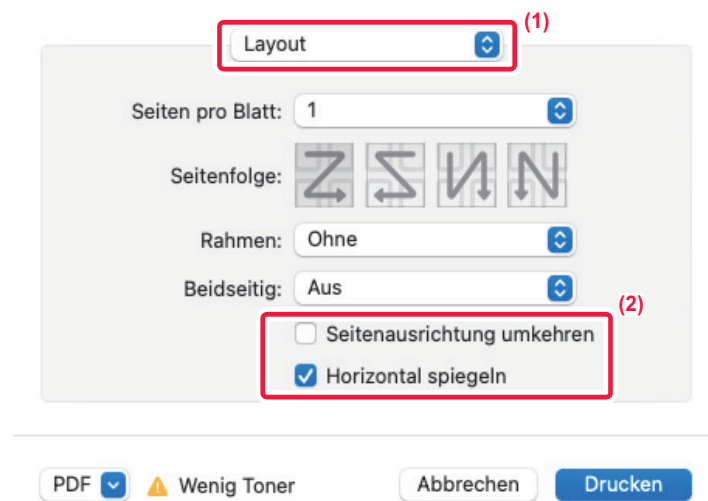 (1)
Layout
Seiten pro Blatt: 1
Seitenfolge:
Rahmen: Ohne
Beidseitig: Aus
(2)
Seitenausrichtung umkehren
Horizontal spiegeln
PDF Wenig Toner Abbrechen Drucken